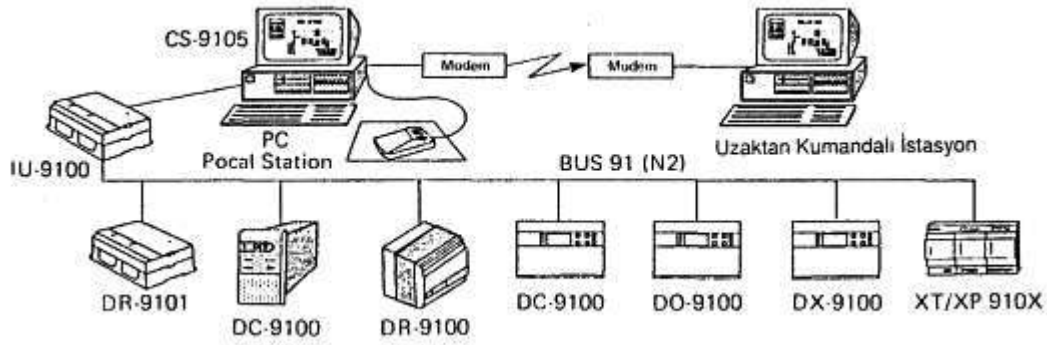 CS-9105
Modem
Modem
IU-9100
PC
Pocal Station
BUS 91 (N2)
Uzaktan Kumandalı İstasyon
DR-9101
DC-9100
DR-9100
DC-9100
DO-9100
DX-9100
XT/XP 910X